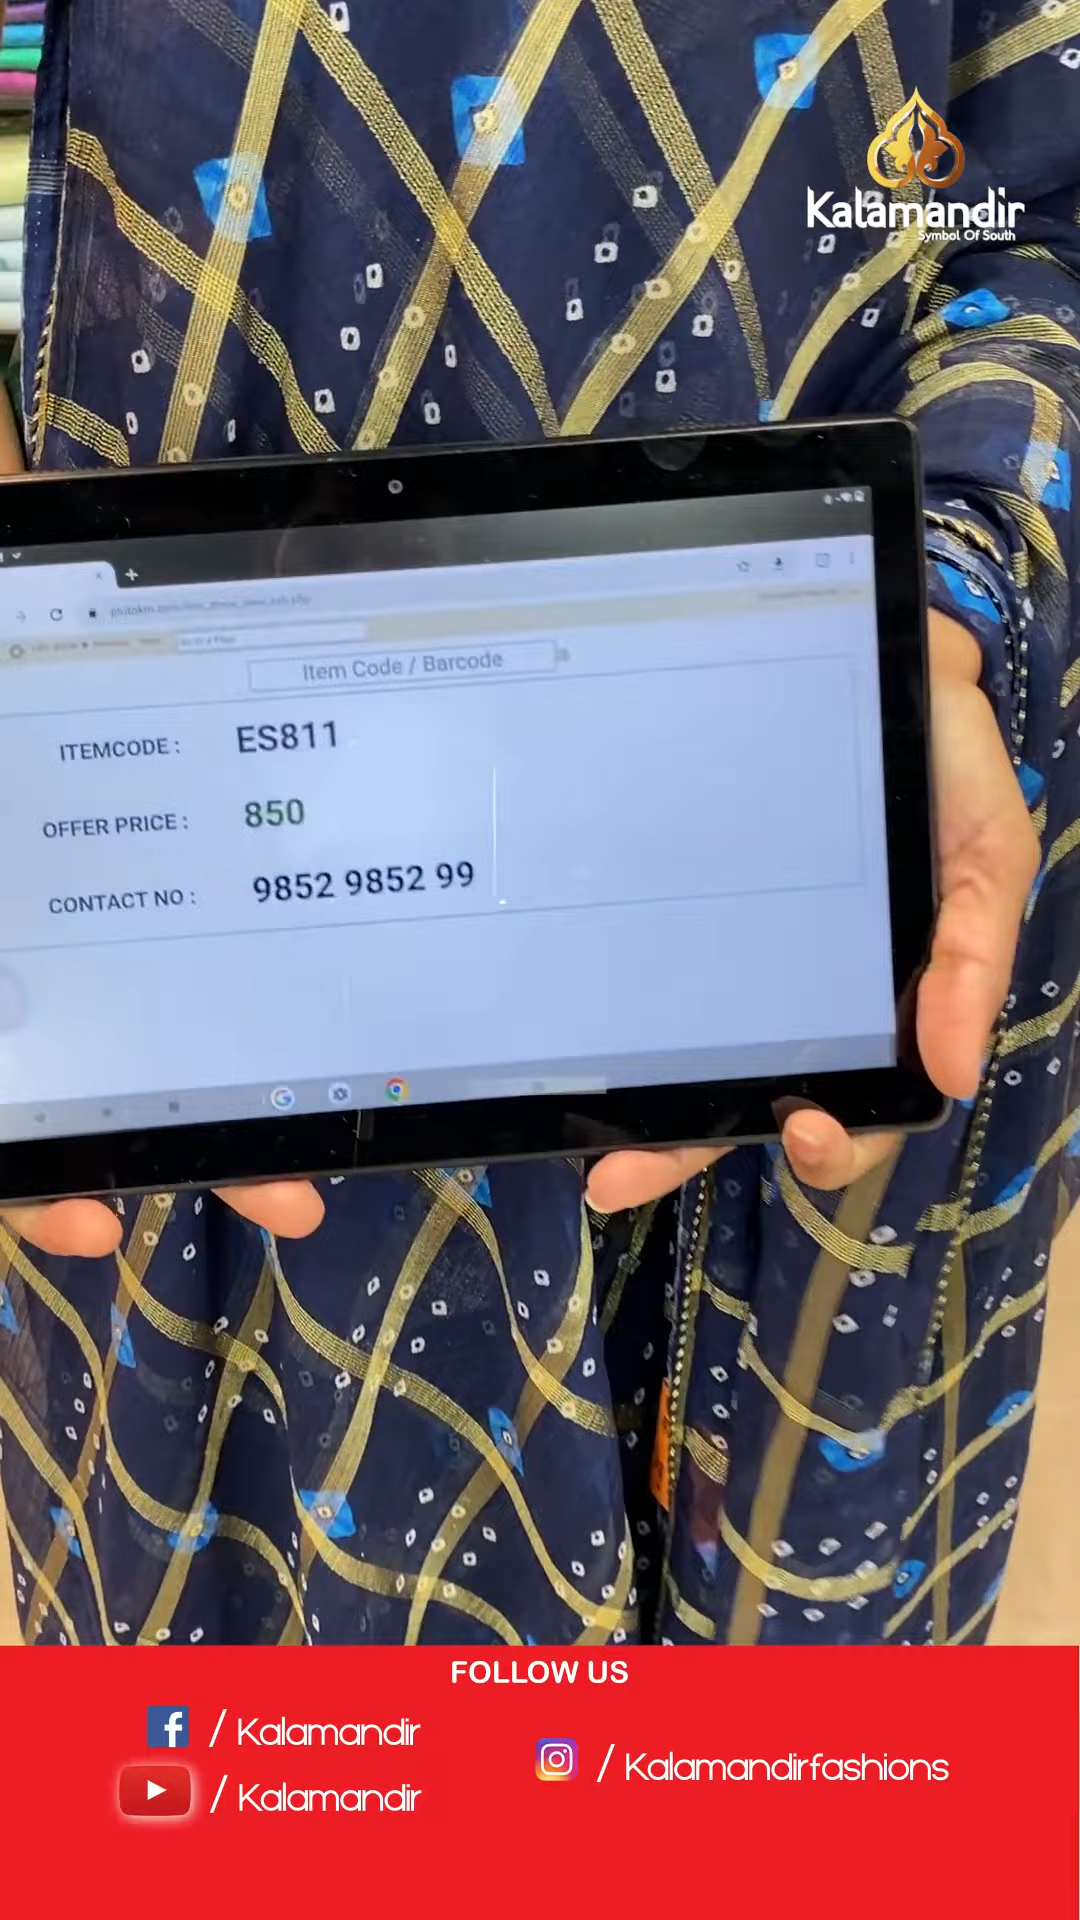 Kalamandir
Symbol Of South
Item Code / Barcode
ITEMCODE : ES811
OFFER PRICE : 850
CONTACT NO : 9852 9852 99
FOLLOW US
/ Kalamandir
/ Kalamandirfashions
/ Kalamandir